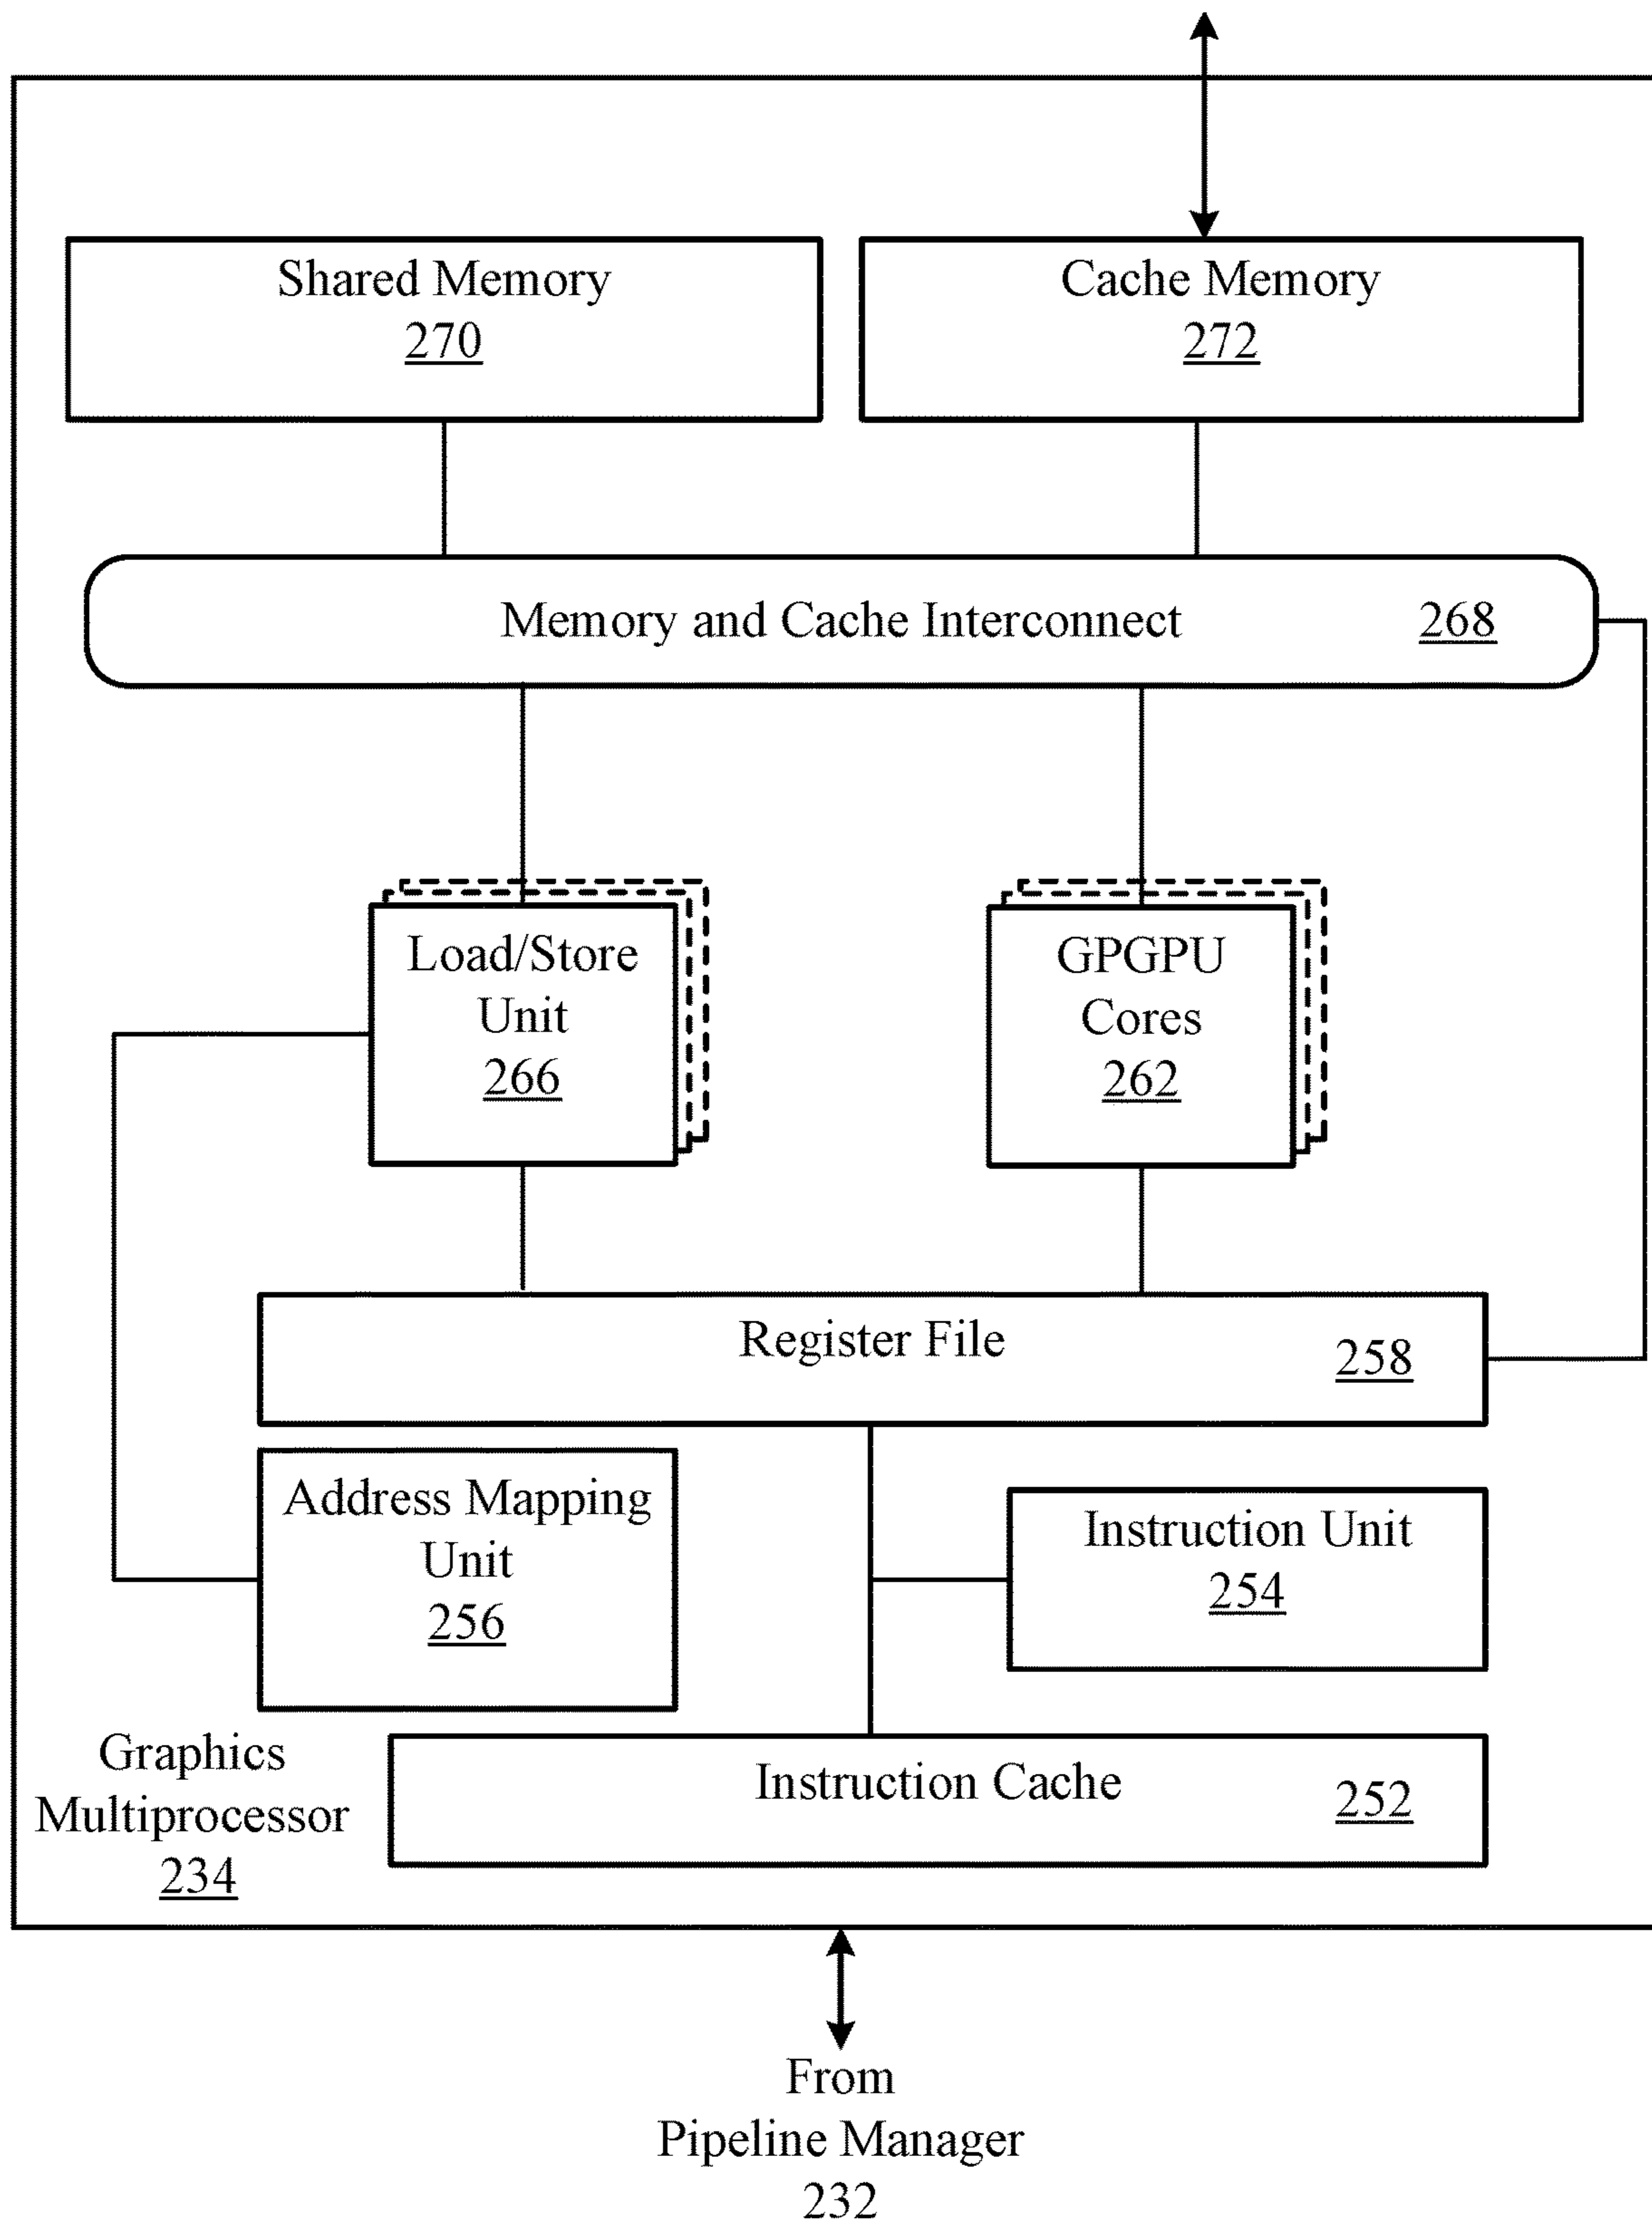 Shared Memory
270
Cache Memory
272
Memory and Cache Interconnect 268
Load/Store
Unit
266
GPGPU
Cores
262
Register File 258
Address Mapping
Unit
256
Instruction Unit
254
Graphics
Multiprocessor
234
Instruction Cache 252
From
Pipeline Manager
232